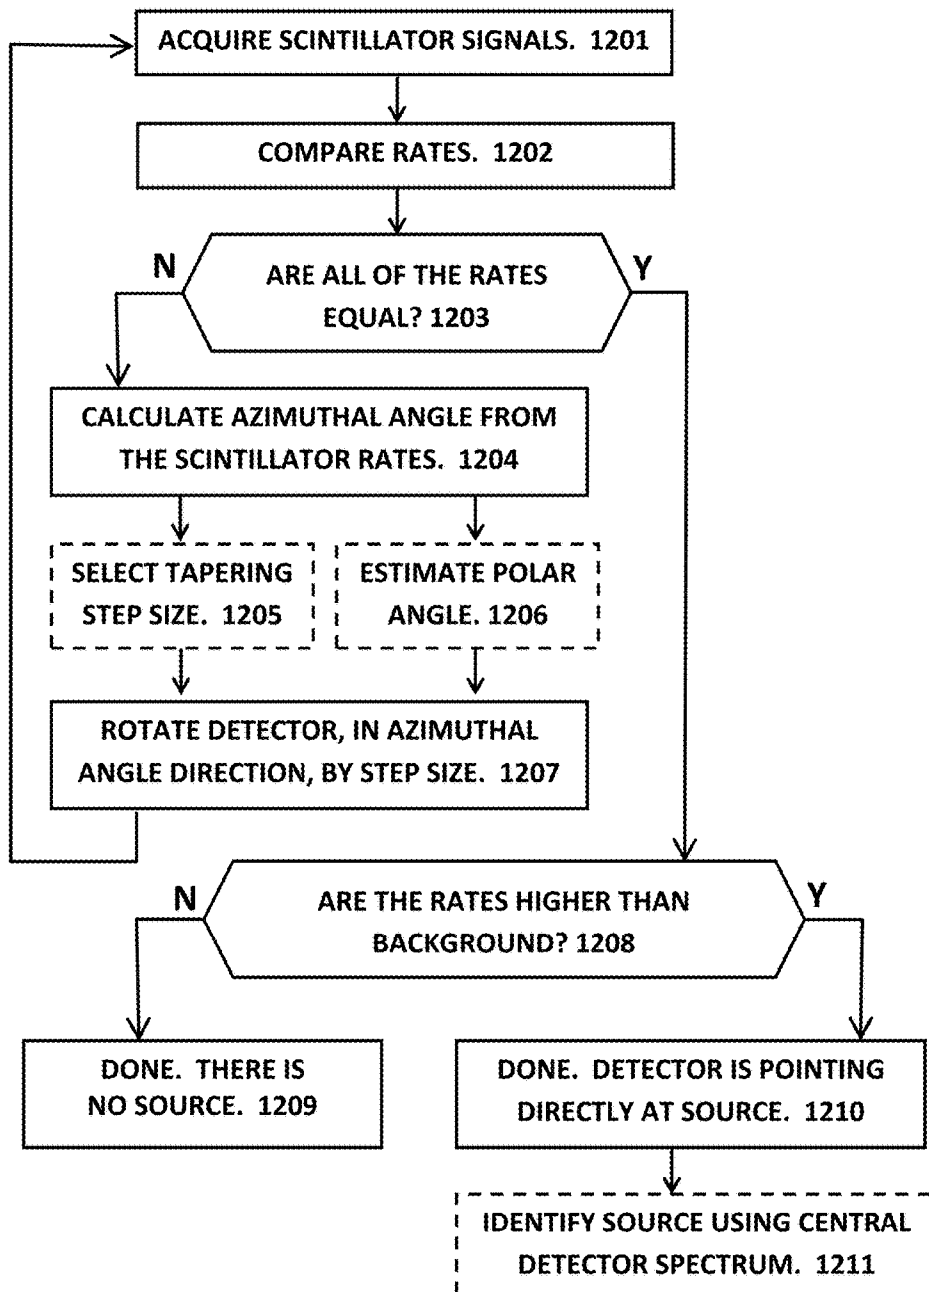 ACQUIRE SCINTILLATOR SIGNALS. 1201
COMPARE RATES. 1202
N
Y
ARE ALL OF THE RATES
EQUAL? 1203
CALCULATE AZIMUTHAL ANGLE FROM
THE SCINTILLATOR RATES. 1204
SELECT TAPERING
STEP SIZE. 1205
ESTIMATE POLAR
ANGLE. 1206
ROTATE DETECTOR, IN AZIMUTHAL
ANGLE DIRECTION, BY STEP SIZE. 1207
N
Y
ARE THE RATES HIGHER THAN
BACKGROUND? 1208
DONE. THERE IS
NO SOURCE. 1209
DONE. DETECTOR IS POINTING
DIRECTLY AT SOURCE. 1210
IDENTIFY SOURCE USING CENTRAL
DETECTOR SPECTRUM. 1211